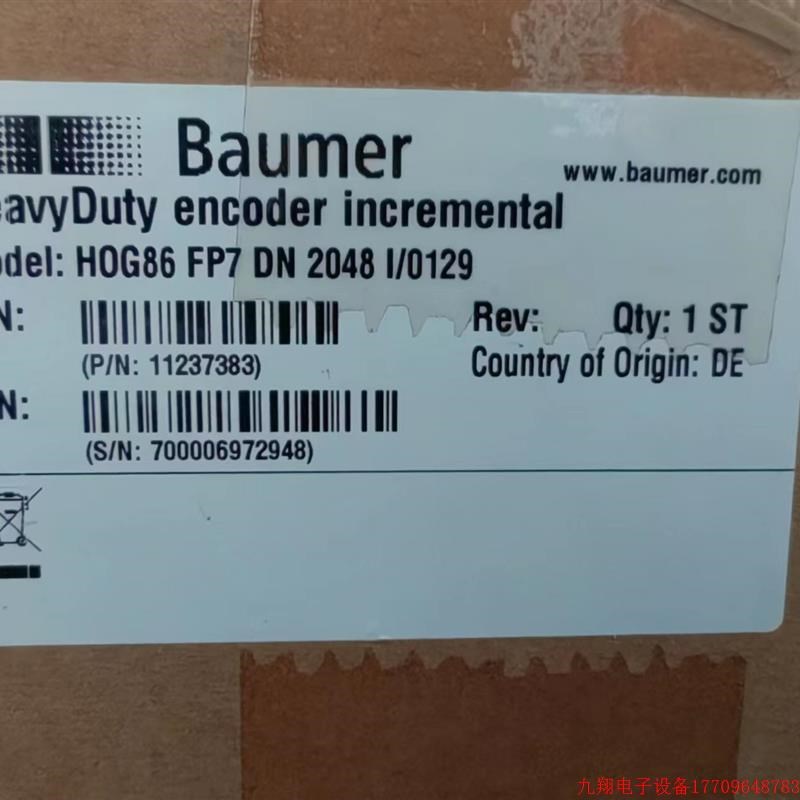 Baumer
www.baumer.com
eavyDuty encoder incremental
odel: HOG86 FP7 DN 2048 I/0129
N:
Rev:
Qty: 1 ST
(P/N: 11237383)
Country of Origin: DE
N:
(S/N: 700006972948)
九翔电子设备17709648783